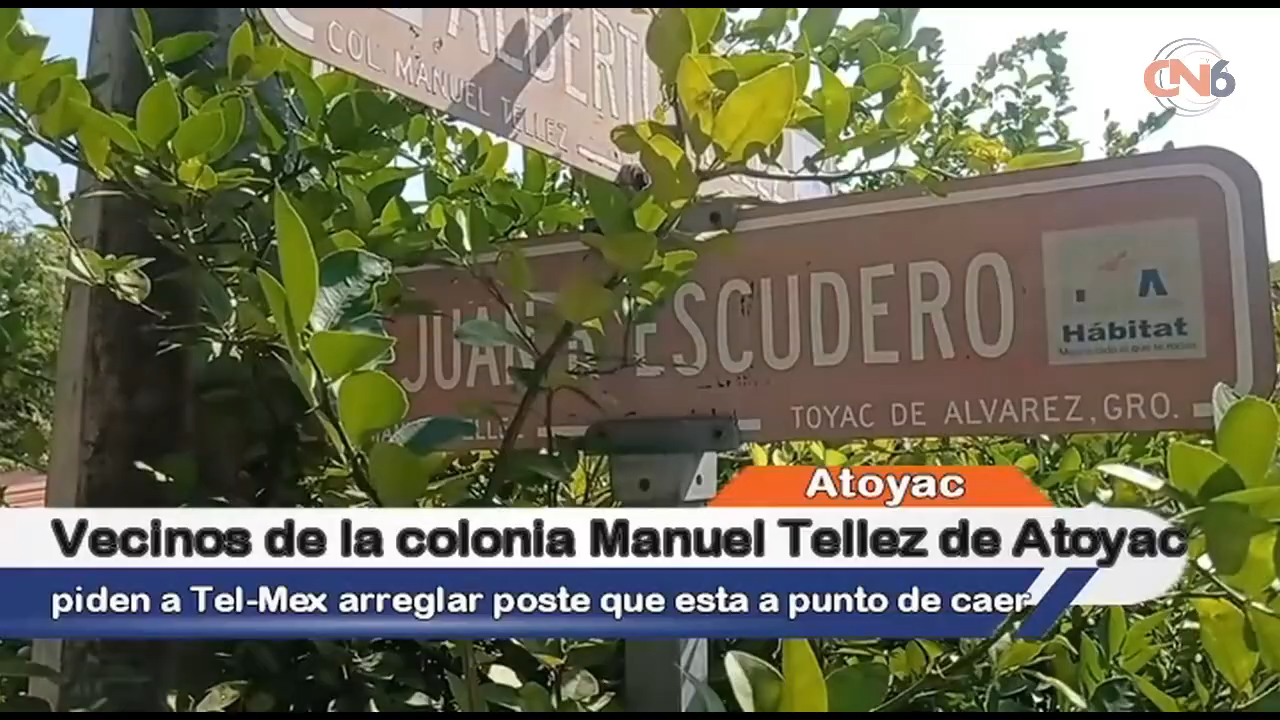 ALBERTO
COL. MANUEL TELLEZ
CN6
JUAN R ESCUDERO
Hábitat
TOYAC DE ALVAREZ, GRO.
Atoyac
Vecinos de la colonia Manuel Tellez de Atoyac
piden a Tel-Mex arreglar poste que esta a punto de caer